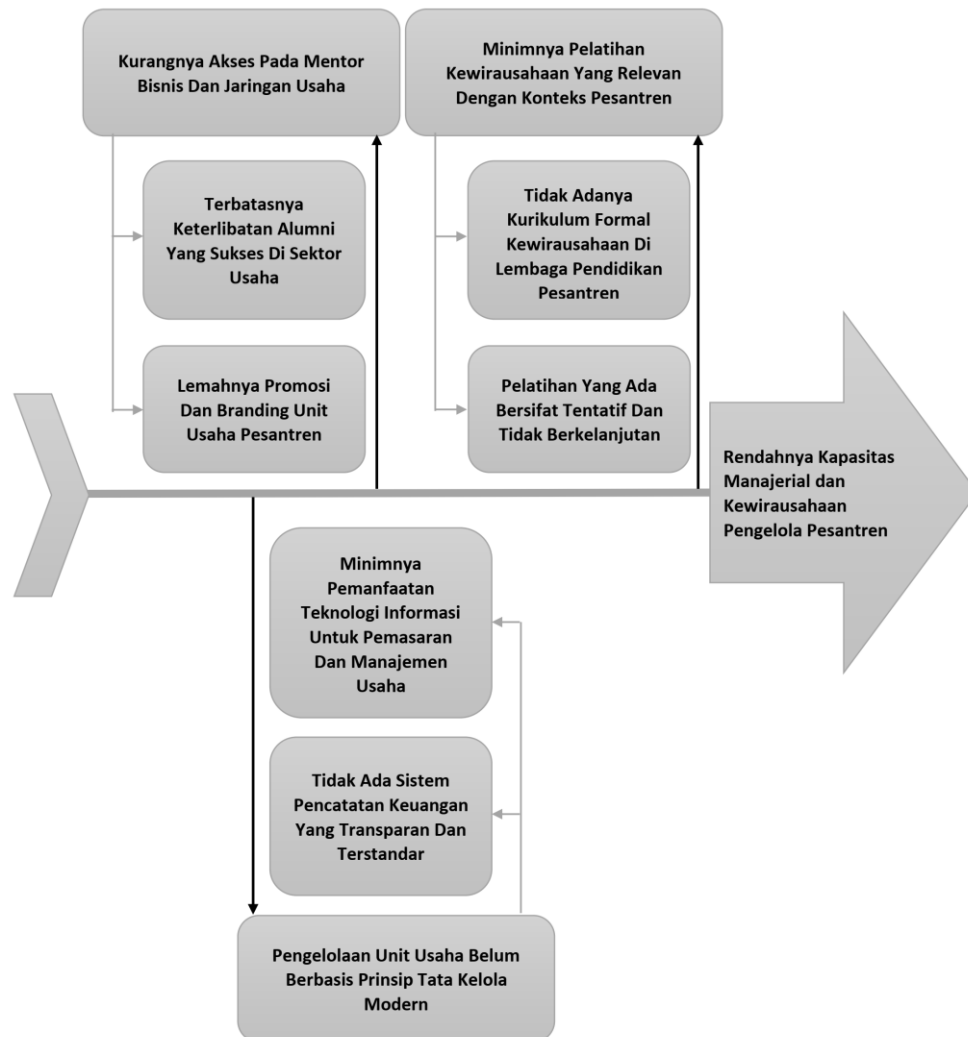 Kurangnya Akses Pada Mentor
Bisnis Dan Jaringan Usaha
Terbatasnya
Keterlibatan Alumni
Yang Sukses Di Sektor
Usaha
Lemahnya Promosi
Dan Branding Unit
Usaha Pesantren
Minimnya Pelatihan
Kewirausahaan Yang Relevan
Dengan Konteks Pesantren
Tidak Adanya
Kurikulum Formal
Kewirausahaan Di
Lembaga Pendidikan
Pesantren
Pelatihan Yang Ada
Bersifat Tentatif Dan
Tidak Berkelanjutan
Rendahnya Kapasitas
Manajerial dan
Kewirausahaan
Pengelola Pesantren
Minimnya
Pemanfaatan
Teknologi Informasi
Untuk Pemasaran
Dan Manajemen
Usaha
Tidak Ada Sistem
Pencatatan Keuangan
Yang Transparan Dan
Terstandar
Pengelolaan Unit Usaha Belum
Berbasis Prinsip Tata Kelola
Modern